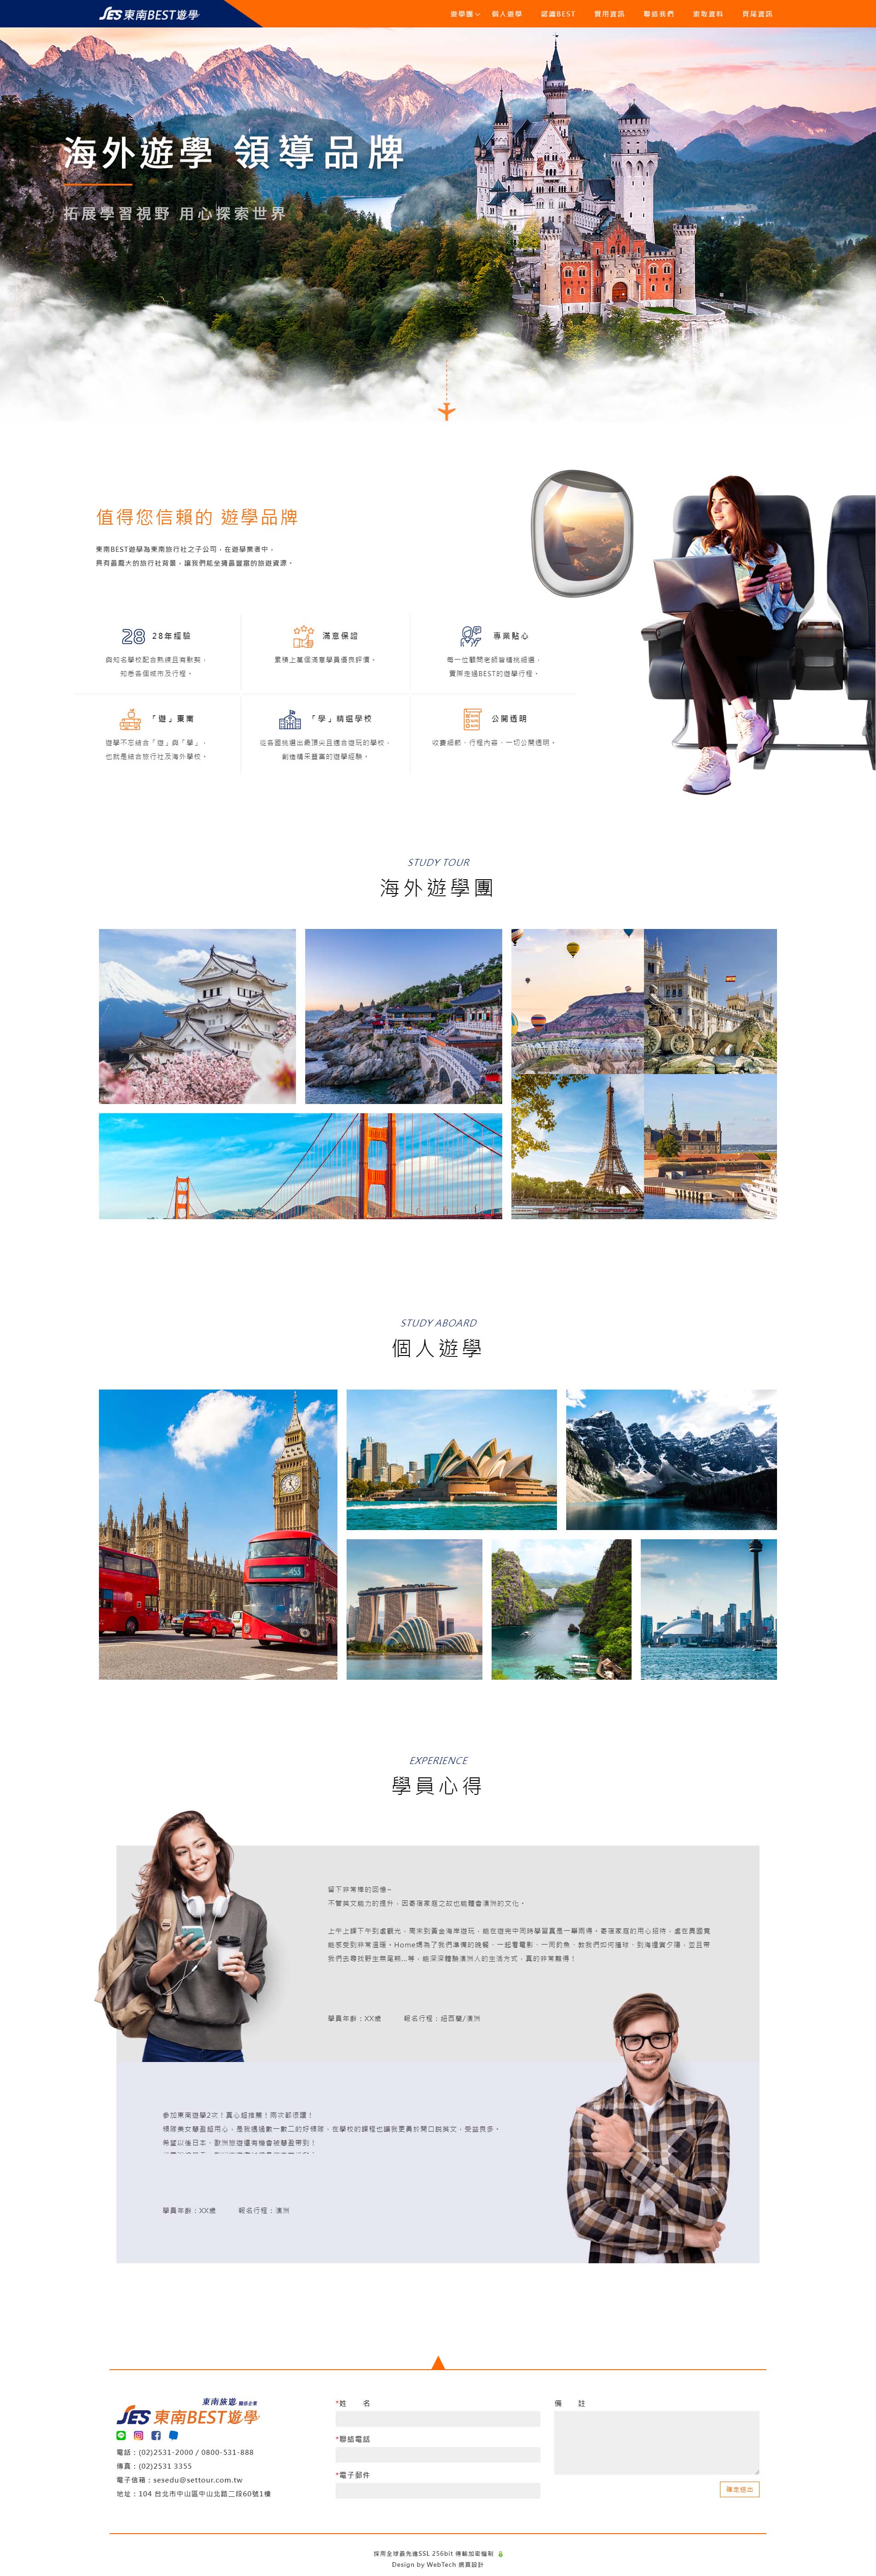 JES 東南BEST遊學
遊學團 個人遊學 認識BEST 實用資訊 聯絡我們 索取資料 費達資訊
海外遊學 領導品牌
拓展學習視野 用心探索世界
值得您信賴的 遊學品牌
東南BEST遊學為東南旅行社之子公司，在遊學業者中，
具有最龐大的旅行社背景，讓我們能坐擁最豐富的旅遊資源。
28 28年經驗
與知名學校配合熟練且有默契，
知悉各個城市及行程。
滿意保證
累積上萬個滿意學員優良評價。
專業貼心
每一位顧問老師皆精挑細選，
實際走過BEST的遊學行程。
「遊」東南
遊學不忘結合「遊」與「學」，
也就是結合旅行社及海外學校。
「學」精選學校
從各國挑選出最頂尖且適合遊玩的學校，
創造精采豐富的遊學經驗。
公開透明
收費細節、行程內容，一切公開透明。
STUDY TOUR
海外遊學團
STUDY ABOARD
個人遊學
453
EXPERIENCE
學員心得
留下非常棒的回憶~
不管英文能力的提升，因寄宿家庭之故也能體會澳洲的文化。
上午上課下午到處觀光，周末到黃金海岸遊玩，能在遊完中同時學習真是一舉兩得。寄宿家庭的用心招待，處在異國竟
能感受到非常溫暖。Home媽為了我們準備的晚餐、一起看電影、一同釣魚、教我們如何撞球、到海邊賞夕陽，並且帶
我們去尋找野生無尾熊...等，能深深體驗澳洲人的生活方式，真的非常難得！
學員年齡：XX歲 報名行程：紐西蘭/澳洲
參加東南遊學2次！真心超推薦！兩次都很讚！
領隊美女慧盈超用心，是我遇過數一數二的好領隊，在學校的課程也讓我更勇於開口說英文，受益良多。
希望以後日本、歐洲旅遊還有機會被慧盈帶到！
學員年齡：XX歲 報名行程：澳洲
東南旅遊 關係企業
JES 東南BEST遊學
電話：(02)2531-2000 / 0800-531-888
傳真：(02)2531 3355
電子信箱：sesedu@settour.com.tw
地址：104 台北市中山區中山北路二段60號1樓
*姓 名
*聯絡電話
*電子郵件
備 註
確定送出
採用全球最先進SSL 256bit 傳輸加密機制
Design by WebTech 網頁設計